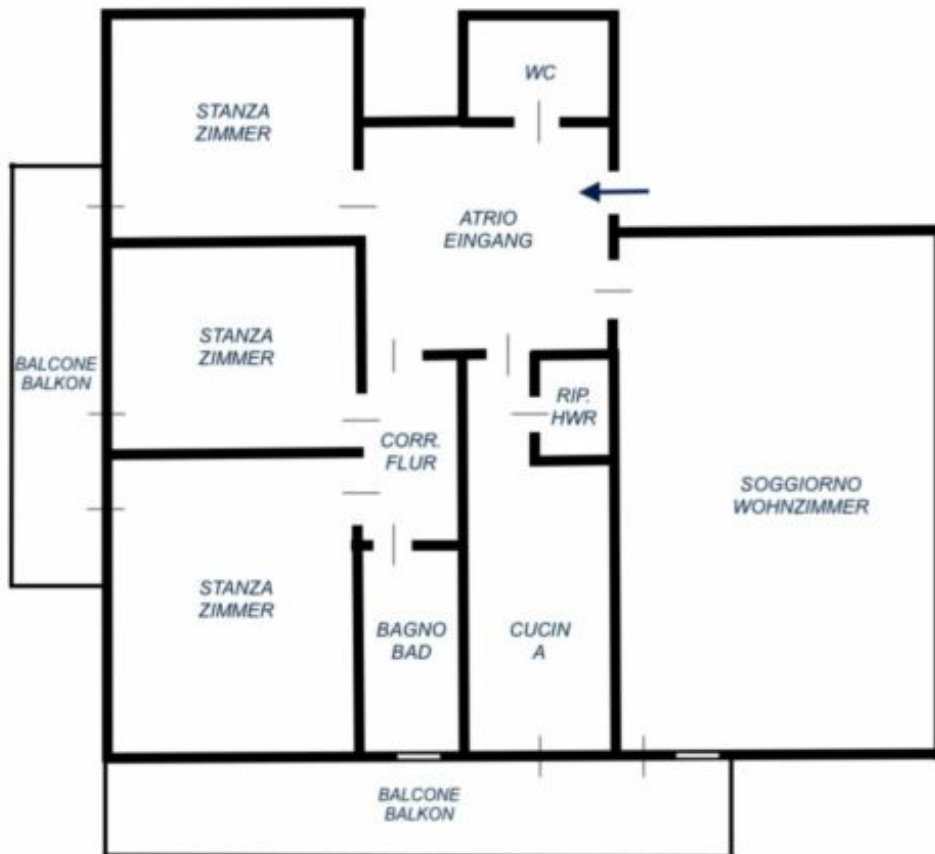 WC
STANZA
ZIMMER
ATRIO
EINGANG
STANZA
ZIMMER
BALCONE
BALKON
RIP.
HWR
CORR.
FLUR
SOGGIORNO
WOHNZIMMER
STANZA
ZIMMER
BAGNO
BAD
CUCIN
A
BALCONE
BALKON